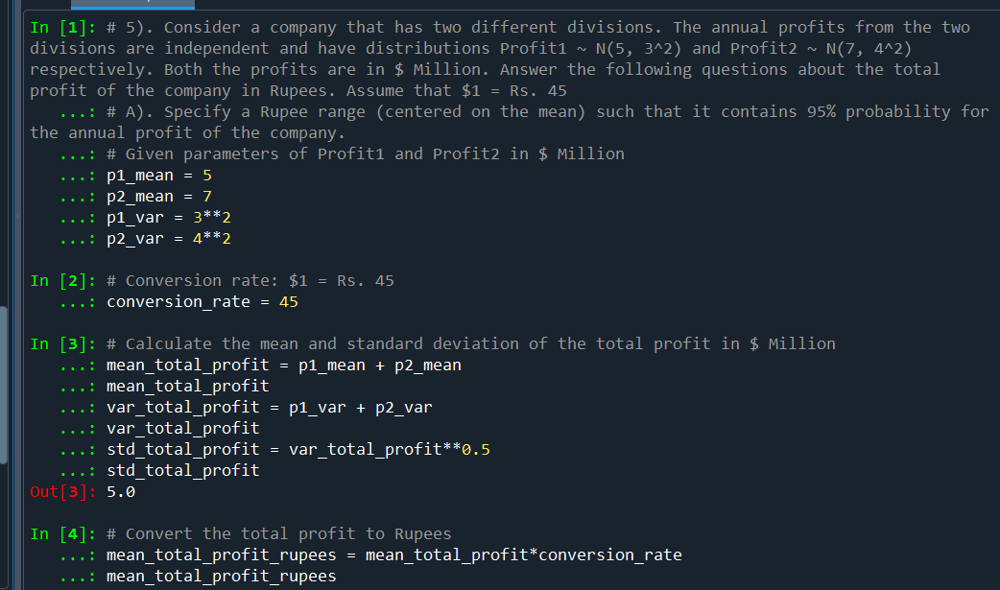 In [1]: # 5). Consider a company that has two different divisions. The annual profits from the two
divisions are independent and have distributions Profit1 ~ N(5, 3^2) and Profit2 ~ N(7, 4^2)
respectively. Both the profits are in $ Million. Answer the following questions about the total
profit of the company in Rupees. Assume that $1 = Rs. 45
   ...: # A). Specify a Rupee range (centered on the mean) such that it contains 95% probability for
the annual profit of the company.
   ...: # Given parameters of Profit1 and Profit2 in $ Million
   ...: p1_mean = 5
   ...: p2_mean = 7
   ...: p1_var = 3**2
   ...: p2_var = 4**2
In [2]: # Conversion rate: $1 = Rs. 45
   ...: conversion_rate = 45
In [3]: # Calculate the mean and standard deviation of the total profit in $ Million
   ...: mean_total_profit = p1_mean + p2_mean
   ...: mean_total_profit
   ...: var_total_profit = p1_var + p2_var
   ...: var_total_profit
   ...: std_total_profit = var_total_profit**0.5
   ...: std_total_profit
Out[3]: 5.0
In [4]: # Convert the total profit to Rupees
   ...: mean_total_profit_rupees = mean_total_profit*conversion_rate
   ...: mean_total_profit_rupees